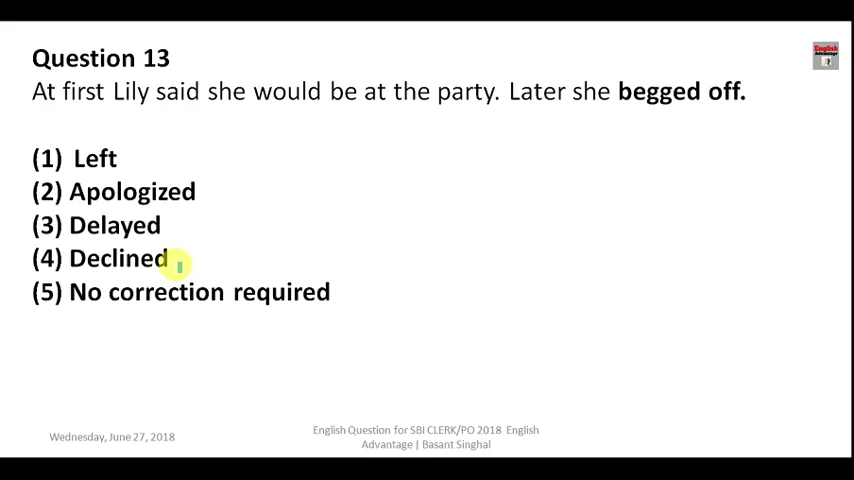 Question 13
English
Advantage
At first Lily said she would be at the party. Later she begged off.
(1) Left
(2) Apologized
(3) Delayed
(4) Declined
(5) No correction required
Wednesday, June 27, 2018
English Question for SBI CLERK/PO 2018 English
Advantage | Basant Singhal